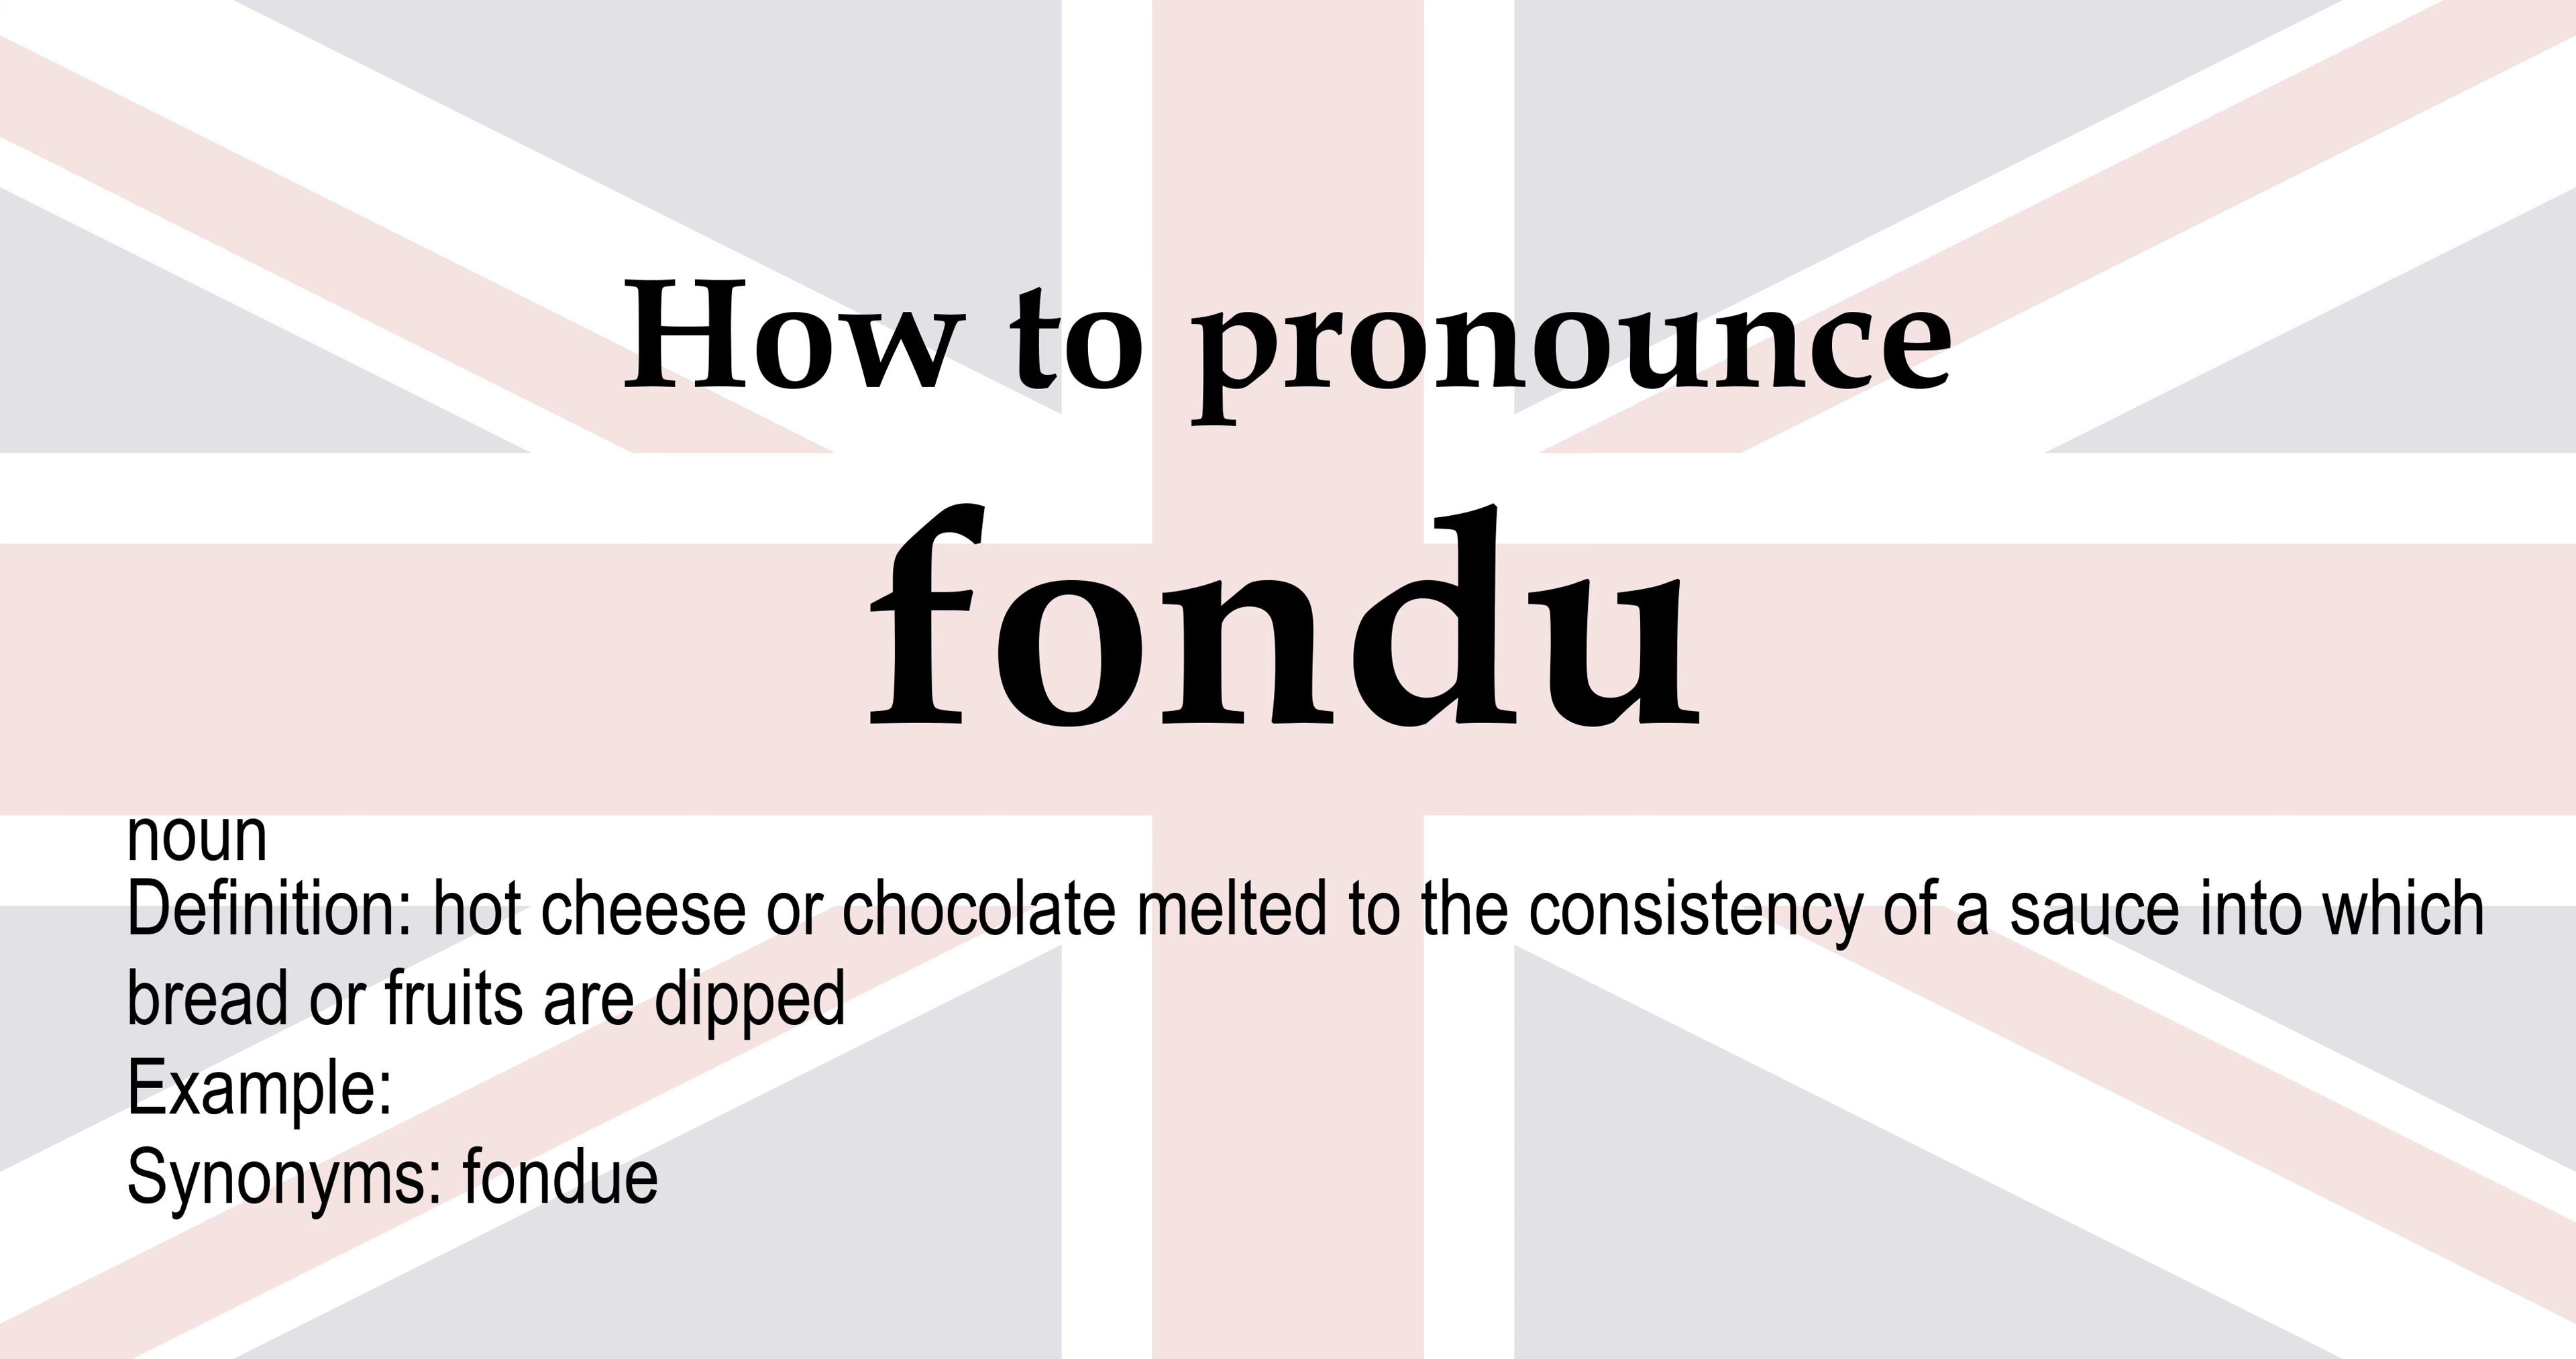 How to pronounce
fondu
noun
Definition: hot cheese or chocolate melted to the consistency of a sauce into which
bread or fruits are dipped
Example:
Synonyms: fondue